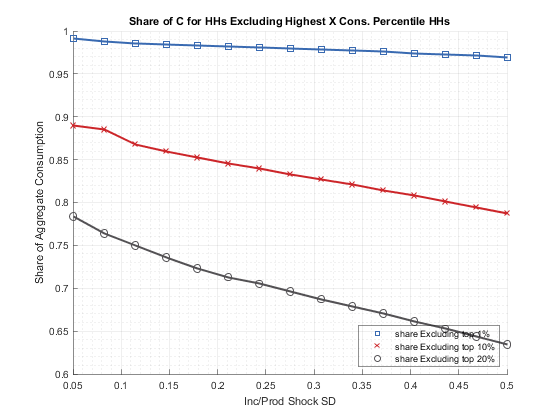 Share of C for HHs Excluding Highest X Cons. Percentile HHs
1
0.95
0.9
0.85
0.8
0.75
0.7
0.65
0.6
Share of Aggregate Consumption
share Excluding top 1%
share Excluding top 10%
share Excluding top 20%
0.05 0.1 0.15 0.2 0.25 0.3 0.35 0.4 0.45 0.5
Inc/Prod Shock SD